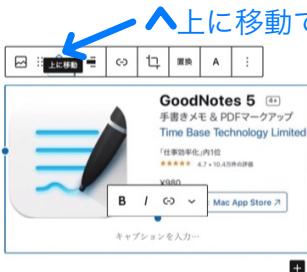 上に移動で
上に移動
置換
A
GoodNotes 5 4+
手書きメモ & PDFマークアップ
Time Base Technology Limited
「仕事効率化」内1位
★★★★★ 4.7 • 10.4万件の評価
¥980
B I
Mac App Store ↗
キャプションを入力…